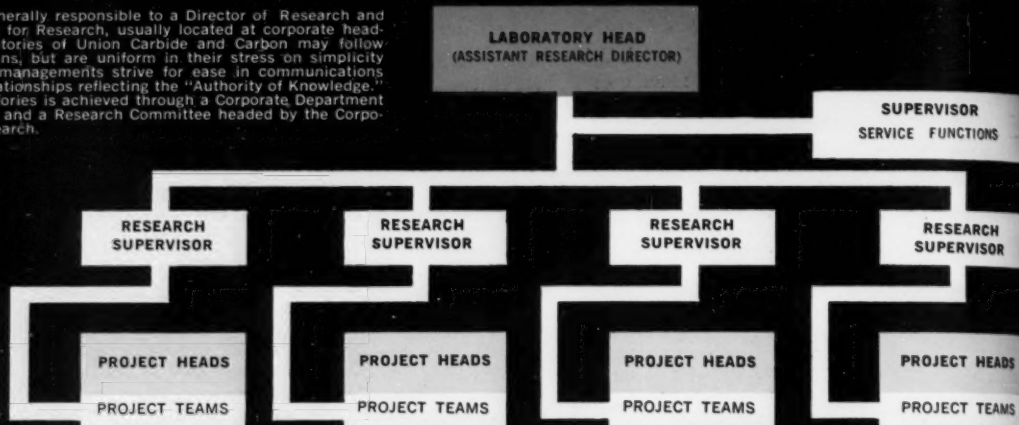 nerally responsible to a Director of Research and
for Research, usually located at corporate head-
tories of Union Carbide and Carbon may follow
ns, but are uniform in their stress on simplicity
managements strive for ease in communications
ationships reflecting the "Authority of Knowledge."
ories is achieved through a Corporate Department
and a Research Committee headed by the Corpo-
earch.
LABORATORY HEAD
(ASSISTANT RESEARCH DIRECTOR)
SUPERVISOR
SERVICE FUNCTIONS
RESEARCH
SUPERVISOR
RESEARCH
SUPERVISOR
RESEARCH
SUPERVISOR
RESEARCH
SUPERVISOR
PROJECT HEADS
PROJECT TEAMS
PROJECT HEADS
PROJECT TEAMS
PROJECT HEADS
PROJECT TEAMS
PROJECT HEADS
PROJECT TEAMS